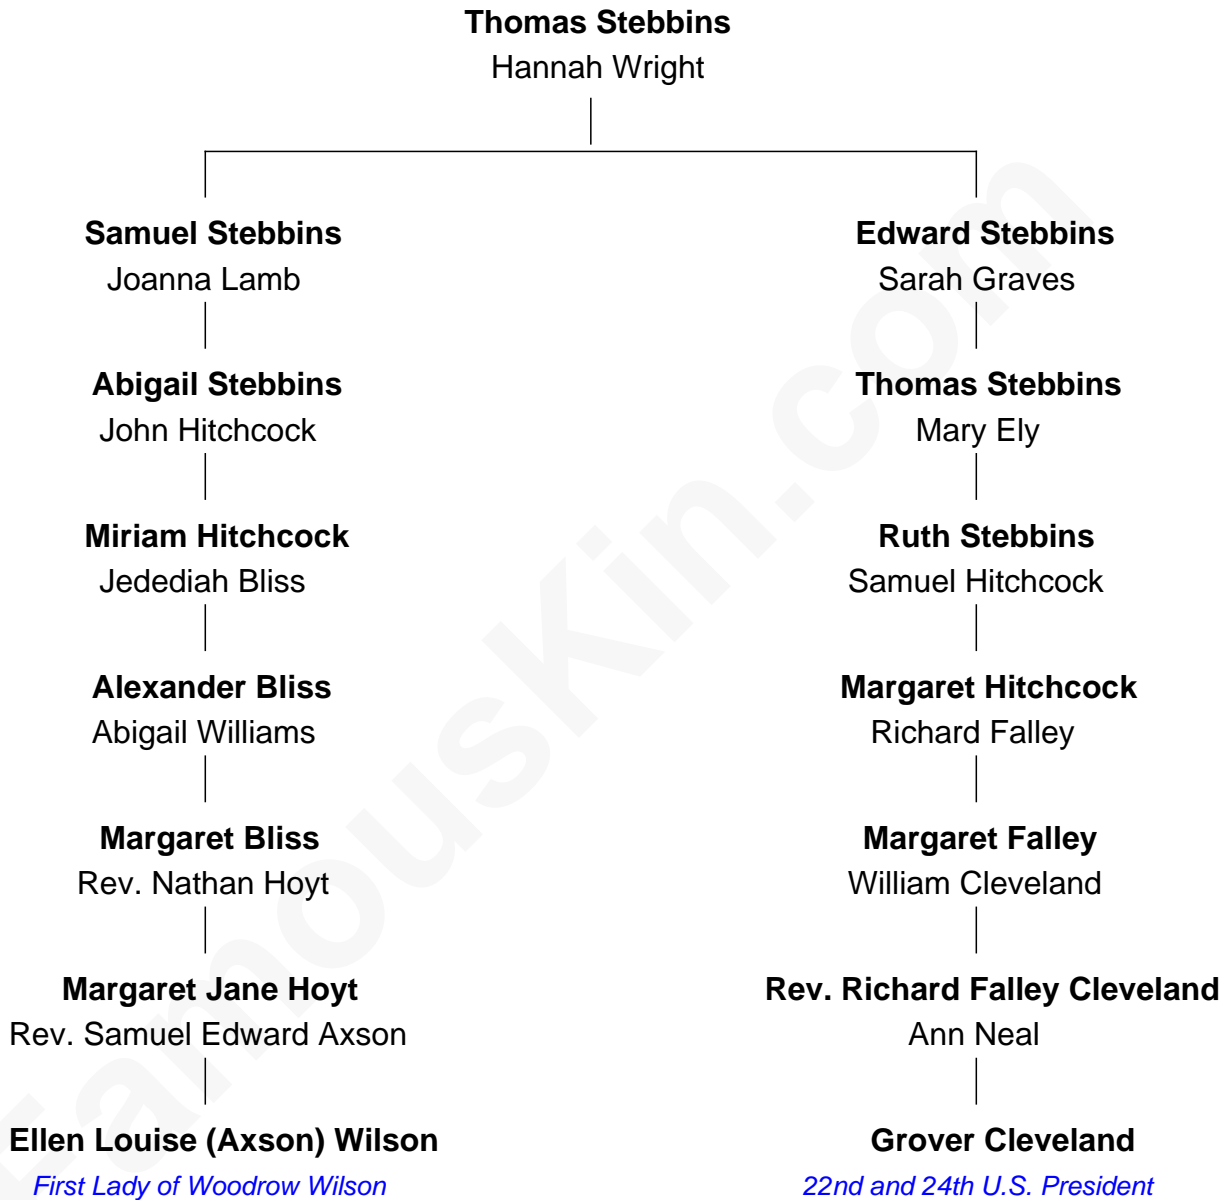 Thomas Stebbins
Hannah Wright
Samuel Stebbins
Joanna Lamb
Abigail Stebbins
John Hitchcock
Miriam Hitchcock
Jedediah Bliss
Alexander Bliss
Abigail Williams
Margaret Bliss
Rev. Nathan Hoyt
Margaret Jane Hoyt
Rev. Samuel Edward Axson
Ellen Louise (Axson) Wilson
First Lady of Woodrow Wilson
Edward Stebbins
Sarah Graves
Thomas Stebbins
Mary Ely
Ruth Stebbins
Samuel Hitchcock
Margaret Hitchcock
Richard Falley
Margaret Falley
William Cleveland
Rev. Richard Falley Cleveland
Ann Neal
Grover Cleveland
22nd and 24th U.S. President
FamousKin.com